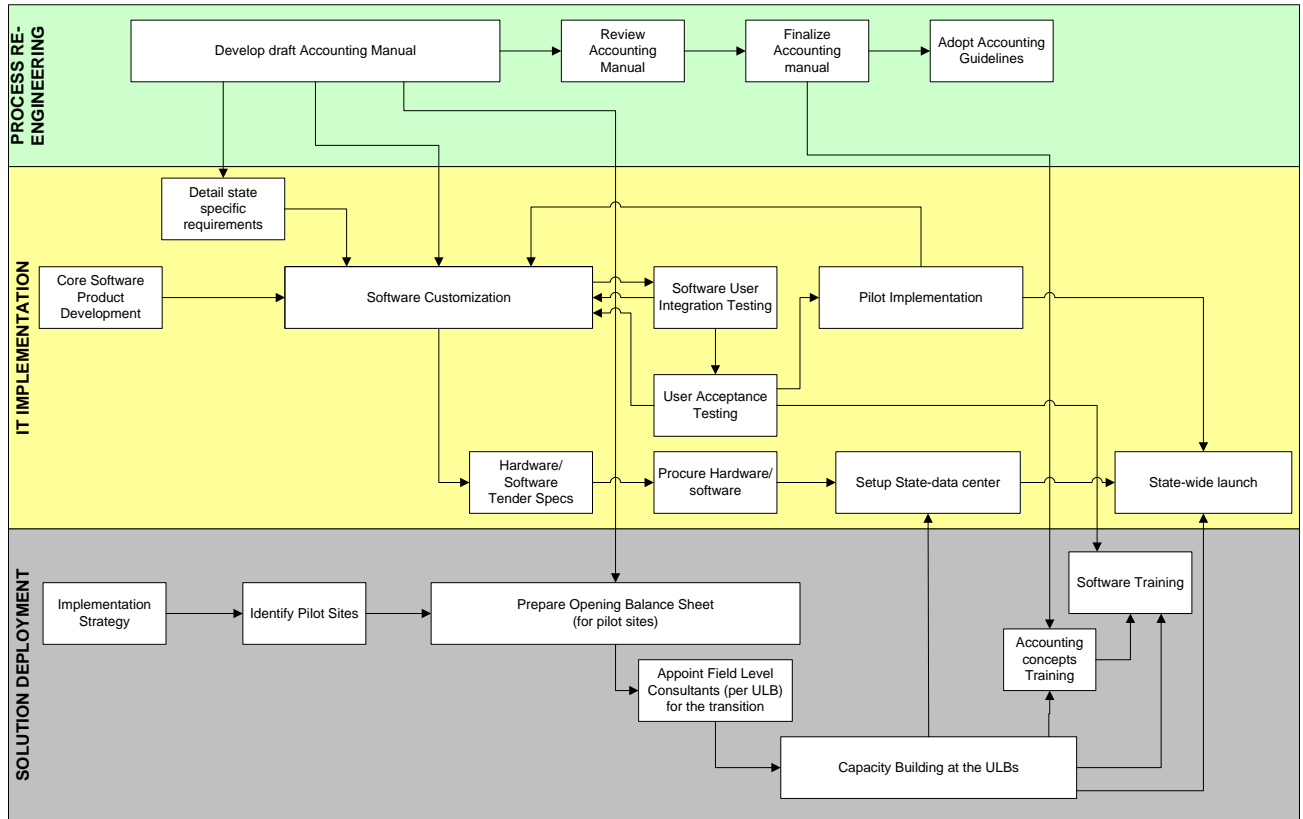 PROCESS RE-
ENGINEERING
Develop draft Accounting Manual
Review
Accounting
Manual
Finalize
Accounting
manual
Adopt Accounting
Guidelines
IT IMPLEMENTATION
Detail state
specific
requirements
Core Software
Product
Development
Software Customization
Software User
Integration Testing
Pilot Implementation
User Acceptance
Testing
Hardware/
Software
Tender Specs
Procure Hardware/
software
Setup State-data center
State-wide launch
SOLUTION DEPLOYMENT
Implementation
Strategy
Identify Pilot Sites
Prepare Opening Balance Sheet
(for pilot sites)
Software Training
Accounting
concepts
Training
Appoint Field Level
Consultants (per ULB)
for the transition
Capacity Building at the ULBs